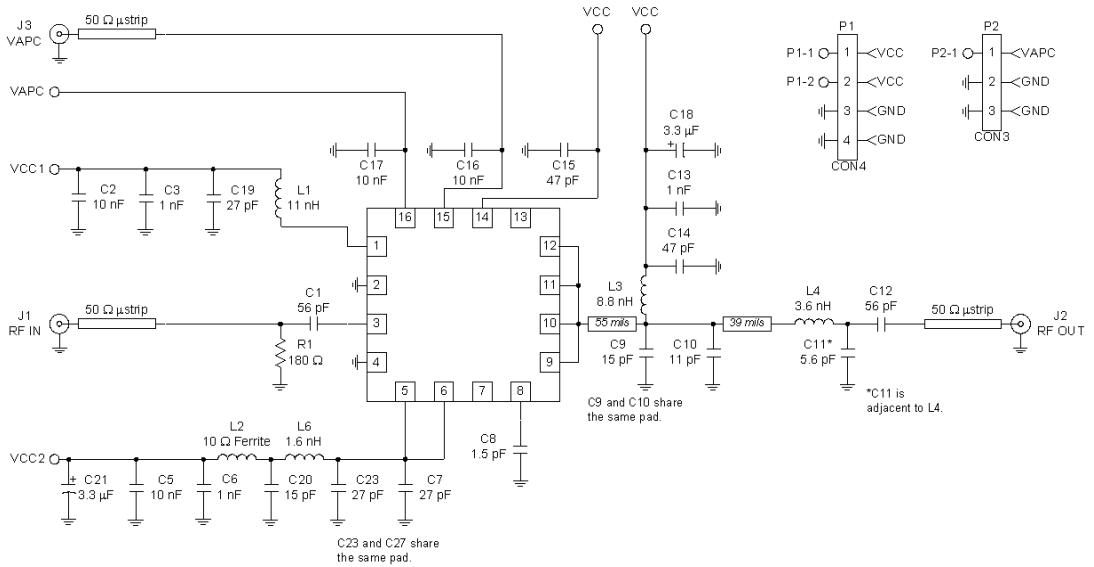 J3
VAPC
50 Ω µstrip
VCC
VCC
P1
P1-1
1
VCC
P1-2
2
VCC
3
GND
4
GND
CON4
P2
P2-1
1
VAPC
2
GND
3
GND
CON3
VAPC
VCC1
C2
10 nF
C3
1 nF
C19
27 pF
L1
11 nH
C17
10 nF
C16
10 nF
C15
47 pF
C18
3.3 µF
+
C13
1 nF
C14
47 pF
16
15
14
13
1
2
3
4
12
11
10
9
5
6
7
8
J1
RF IN
50 Ω µstrip
C1
56 pF
R1
180 Ω
L3
8.8 nH
55 mils
C9
15 pF
C10
11 pF
39 mils
L4
3.6 nH
C11*
5.6 pF
C12
56 pF
50 Ω µstrip
J2
RF OUT
C9 and C10 share
the same pad.
*C11 is
adjacent to L4.
C8
1.5 pF
VCC2
L2
10 Ω Ferrite
L6
1.6 nH
+
C21
3.3 µF
C5
10 nF
C6
1 nF
C20
15 pF
C23
27 pF
C7
27 pF
C23 and C27 share
the same pad.